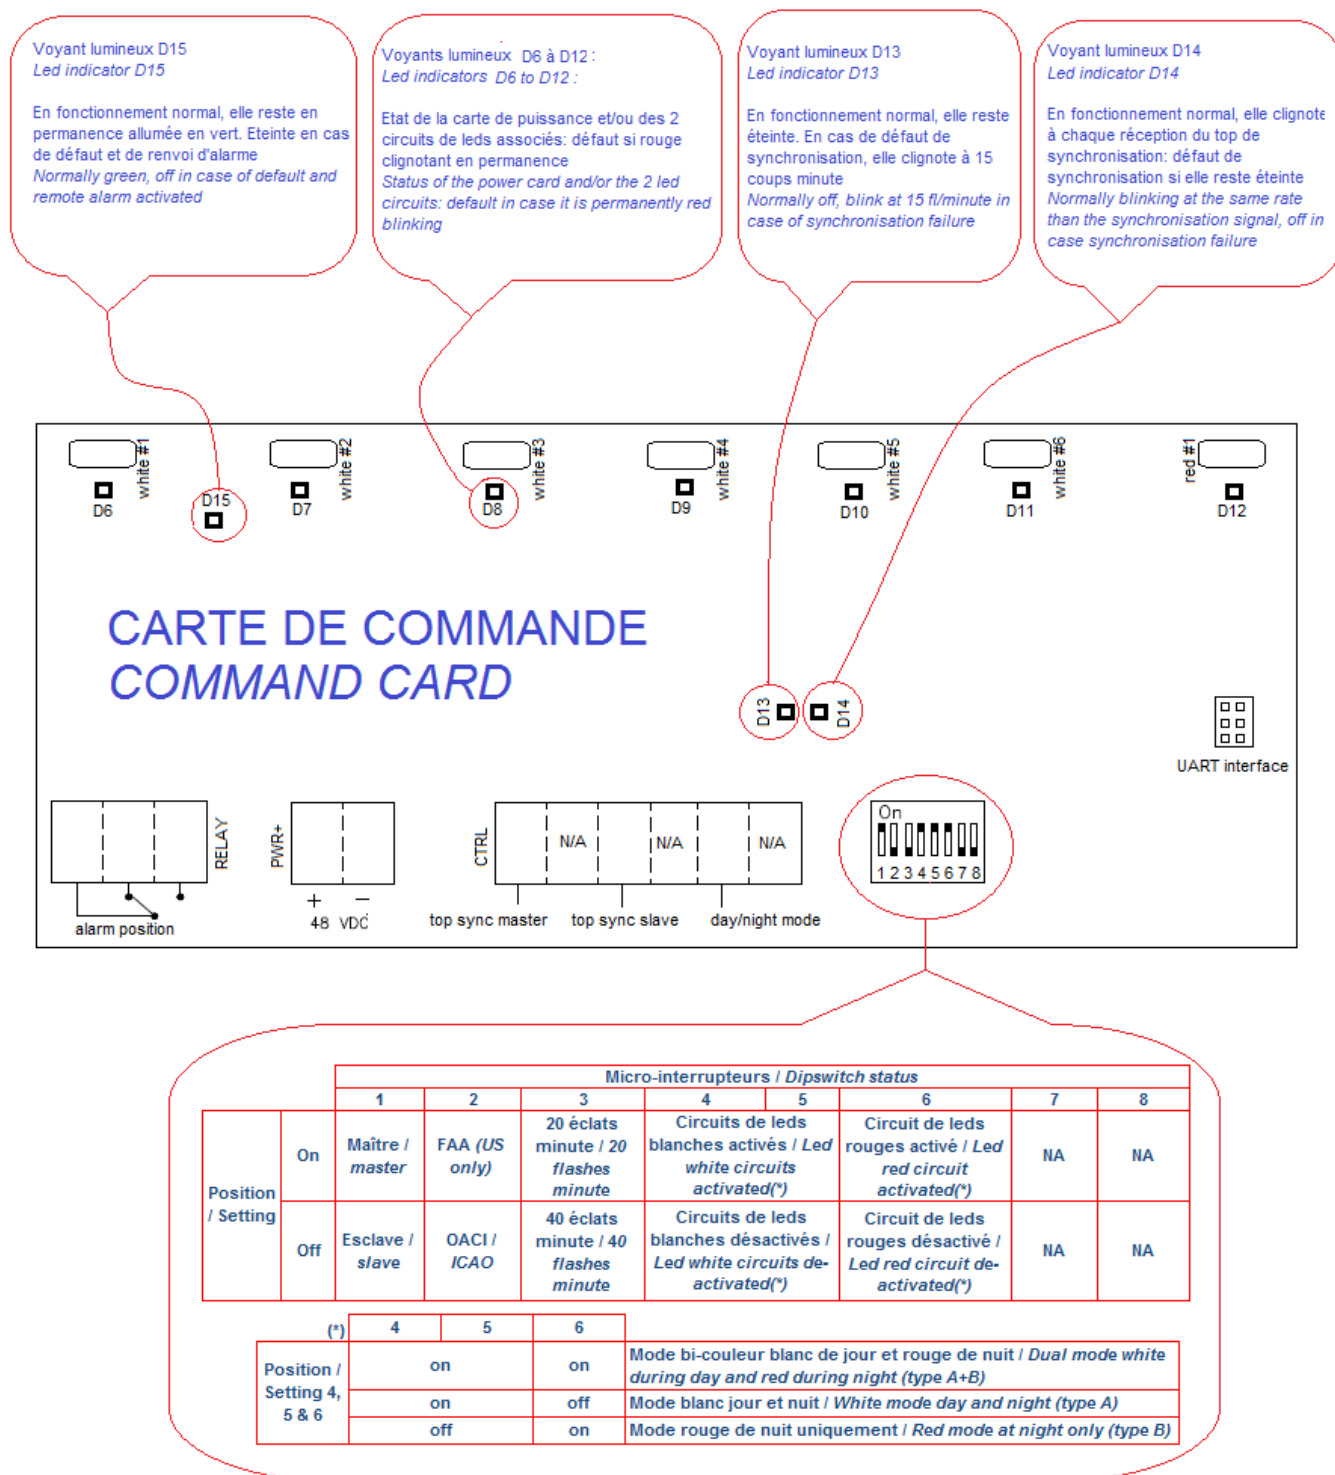 Voyant lumineux D15
Led indicator D15
En fonctionnement normal, elle reste en
permanence allumée en vert. Eteinte en cas
de défaut et de renvoi d'alarme
Normally green, off in case of default and
remote alarm activated
Voyants lumineux D6 à D12 :
Led indicators D6 to D12 :
Etat de la carte de puissance et/ou des 2
circuits de leds associés: défaut si rouge
clignotant en permanence
Status of the power card and/or the 2 led
circuits: default in case it is permanently red
blinking
Voyant lumineux D13
Led indicator D13
En fonctionnement normal, elle reste
éteinte. En cas de défaut de
synchronisation, elle clignote à 15
coups minute
Normally off, blink at 15 fl/minute in
case of synchronisation failure
Voyant lumineux D14
Led indicator D14
En fonctionnement normal, elle clignote
à chaque réception du top de
synchronisation: défaut de
synchronisation si elle reste éteinte
Normally blinking at the same rate
than the synchronisation signal, off in
case synchronisation failure
white #1
white #2
white #3
white #4
white #5
white #6
red #1
D6
D15
D7
D8
D9
D10
D11
D12
CARTE DE COMMANDE
COMMAND CARD
D13
D14
UART interface
RELAY
alarm position
PWR+
+ −
48 VDC
CTRL
N/A
N/A
N/A
top sync master
top sync slave
day/night mode
On
1 2 3 4 5 6 7 8
Micro-interrupteurs / Dipswitch status
1 2 3 4 5 6 7 8
Position
/ Setting
On
Maître /
master
FAA (US
only)
20 éclats
minute / 20
flashes
minute
Circuits de leds
blanches activés / Led
white circuits
activated(*)
Circuit de leds
rouges activé / Led
red circuit
activated(*)
NA
NA
Off
Esclave /
slave
OACI /
ICAO
40 éclats
minute / 40
flashes
minute
Circuits de leds
blanches désactivés /
Led white circuits de-
activated(*)
Circuit de leds
rouges désactivé /
Led red circuit de-
activated(*)
NA
NA
(*) 4 5 6
Position /
Setting 4,
5 & 6
on on
Mode bi-couleur blanc de jour et rouge de nuit / Dual mode white
during day and red during night (type A+B)
on off Mode blanc jour et nuit / White mode day and night (type A)
off on Mode rouge de nuit uniquement / Red mode at night only (type B)